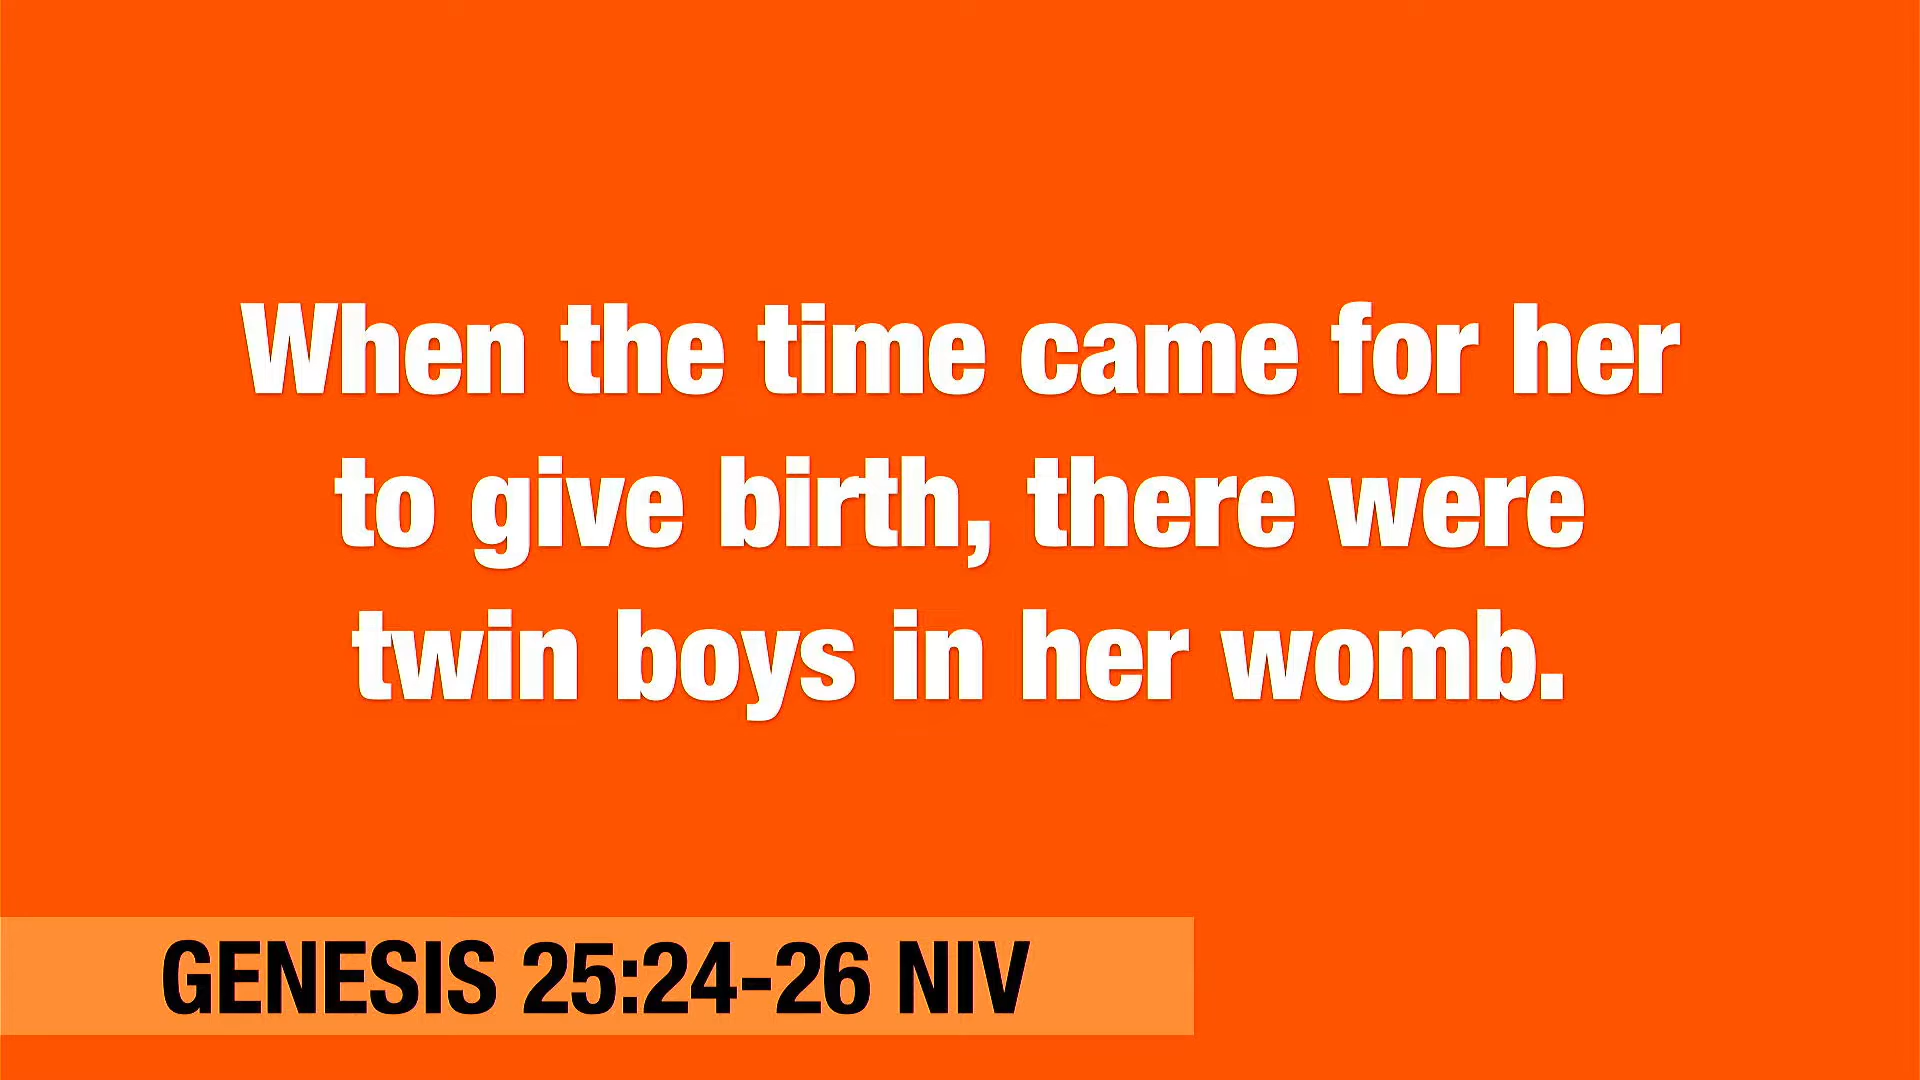 When the time came for her
to give birth, there were
twin boys in her womb.
GENESIS 25:24-26 NIV